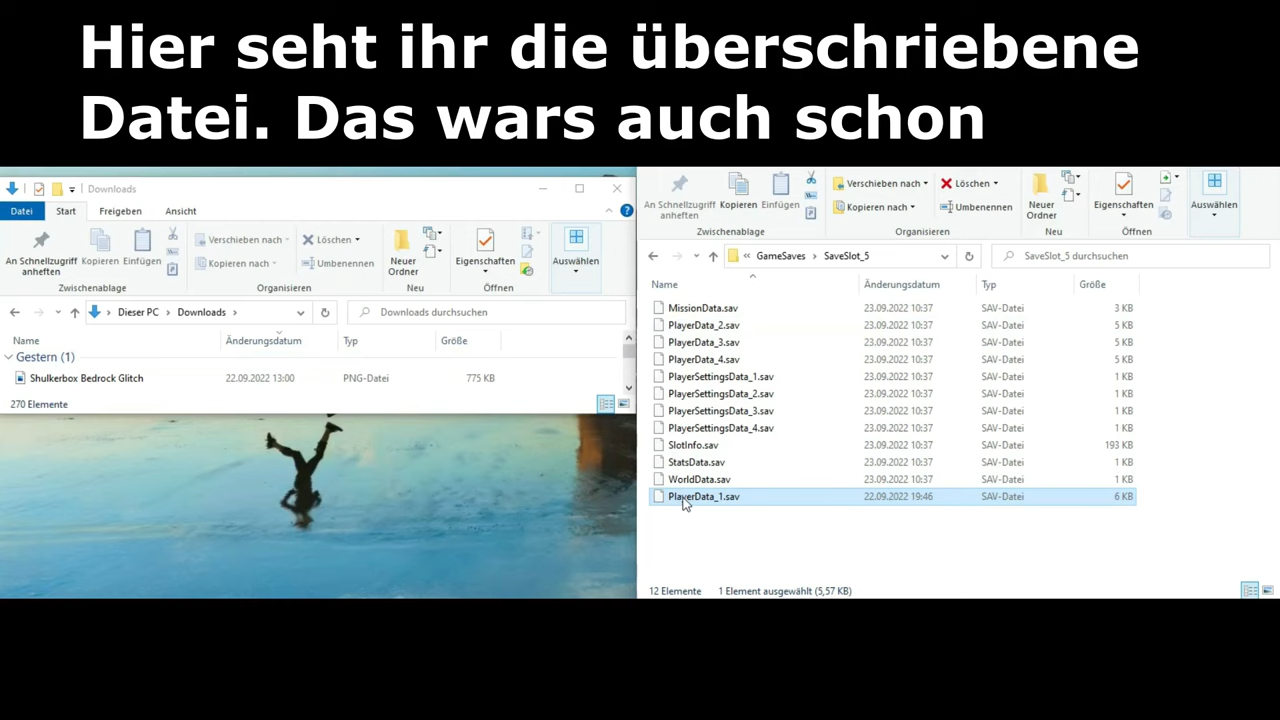 Hier seht ihr die überschriebene
Datei. Das wars auch schon
Downloads
Datei Start Freigeben Ansicht
An Schnellzugriff anheften
Kopieren
Einfügen
Verschieben nach
Kopieren nach
Löschen
Umbenennen
Neuer Ordner
Eigenschaften
Auswählen
Zwischenablage Organisieren Neu Öffnen
Dieser PC Downloads Downloads durchsuchen
Name Änderungsdatum Typ Größe
Gestern (1)
Shulkerbox Bedrock Glitch 22.09.2022 13:00 PNG-Datei 775 KB
270 Elemente
An Schnellzugriff anheften
Kopieren
Einfügen
Verschieben nach
Kopieren nach
Löschen
Umbenennen
Neuer Ordner
Eigenschaften
Auswählen
Zwischenablage Organisieren Neu Öffnen
« GameSaves SaveSlot_5 SaveSlot_5 durchsuchen
Name Änderungsdatum Typ Größe
MissionData.sav 23.09.2022 10:37 SAV-Datei 3 KB
PlayerData_2.sav 23.09.2022 10:37 SAV-Datei 5 KB
PlayerData_3.sav 23.09.2022 10:37 SAV-Datei 5 KB
PlayerData_4.sav 23.09.2022 10:37 SAV-Datei 5 KB
PlayerSettingsData_1.sav 23.09.2022 10:37 SAV-Datei 1 KB
PlayerSettingsData_2.sav 23.09.2022 10:37 SAV-Datei 1 KB
PlayerSettingsData_3.sav 23.09.2022 10:37 SAV-Datei 1 KB
PlayerSettingsData_4.sav 23.09.2022 10:37 SAV-Datei 1 KB
SlotInfo.sav 23.09.2022 10:37 SAV-Datei 193 KB
StatsData.sav 23.09.2022 10:37 SAV-Datei 1 KB
WorldData.sav 23.09.2022 10:37 SAV-Datei 1 KB
PlayerData_1.sav 22.09.2022 19:46 SAV-Datei 6 KB
12 Elemente 1 Element ausgewählt (5,57 KB)